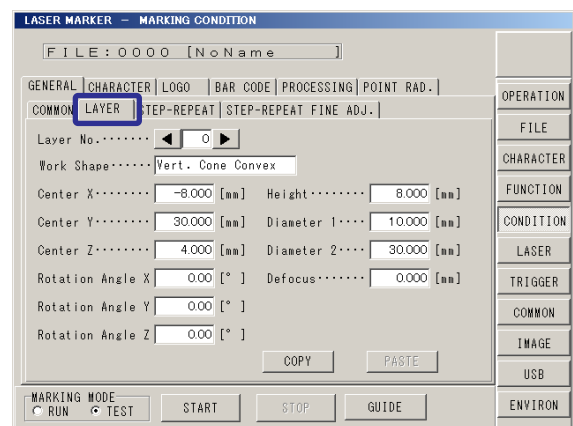 LASER MARKER − MARKING CONDITION
FILE:0000 [NoName ]
GENERAL CHARACTER LOGO BAR CODE PROCESSING POINT RAD.
COMMON LAYER STEP-REPEAT STEP-REPEAT FINE ADJ.
Layer No.······· 0
Work Shape······ Vert. Cone Convex
Center X········ -8.000 [mm] Height········ 8.000 [mm]
Center Y········ 30.000 [mm] Diameter 1···· 10.000 [mm]
Center Z········ 4.000 [mm] Diameter 2···· 30.000 [mm]
Rotation Angle X 0.00 [° ] Defocus······· 0.000 [mm]
Rotation Angle Y 0.00 [° ]
Rotation Angle Z 0.00 [° ]
COPY PASTE
MARKING MODE
RUN TEST START STOP GUIDE
OPERATION
FILE
CHARACTER
FUNCTION
CONDITION
LASER
TRIGGER
COMMON
IMAGE
USB
ENVIRON